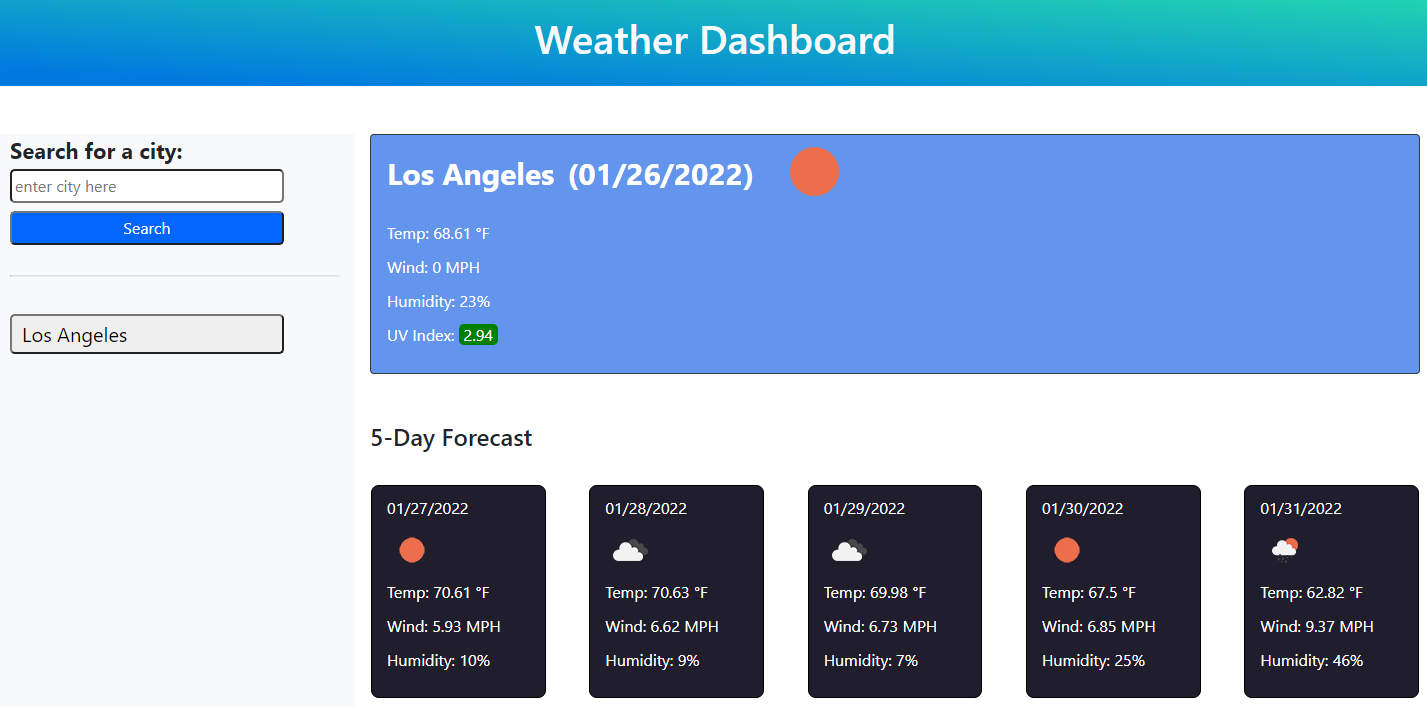 Weather Dashboard
Search for a city:
enter city here
Search
Los Angeles
Los Angeles (01/26/2022)
Temp: 68.61 °F
Wind: 0 MPH
Humidity: 23%
UV Index: 2.94
5-Day Forecast
01/27/2022
Temp: 70.61 °F
Wind: 5.93 MPH
Humidity: 10%
01/28/2022
Temp: 70.63 °F
Wind: 6.62 MPH
Humidity: 9%
01/29/2022
Temp: 69.98 °F
Wind: 6.73 MPH
Humidity: 7%
01/30/2022
Temp: 67.5 °F
Wind: 6.85 MPH
Humidity: 25%
01/31/2022
Temp: 62.82 °F
Wind: 9.37 MPH
Humidity: 46%